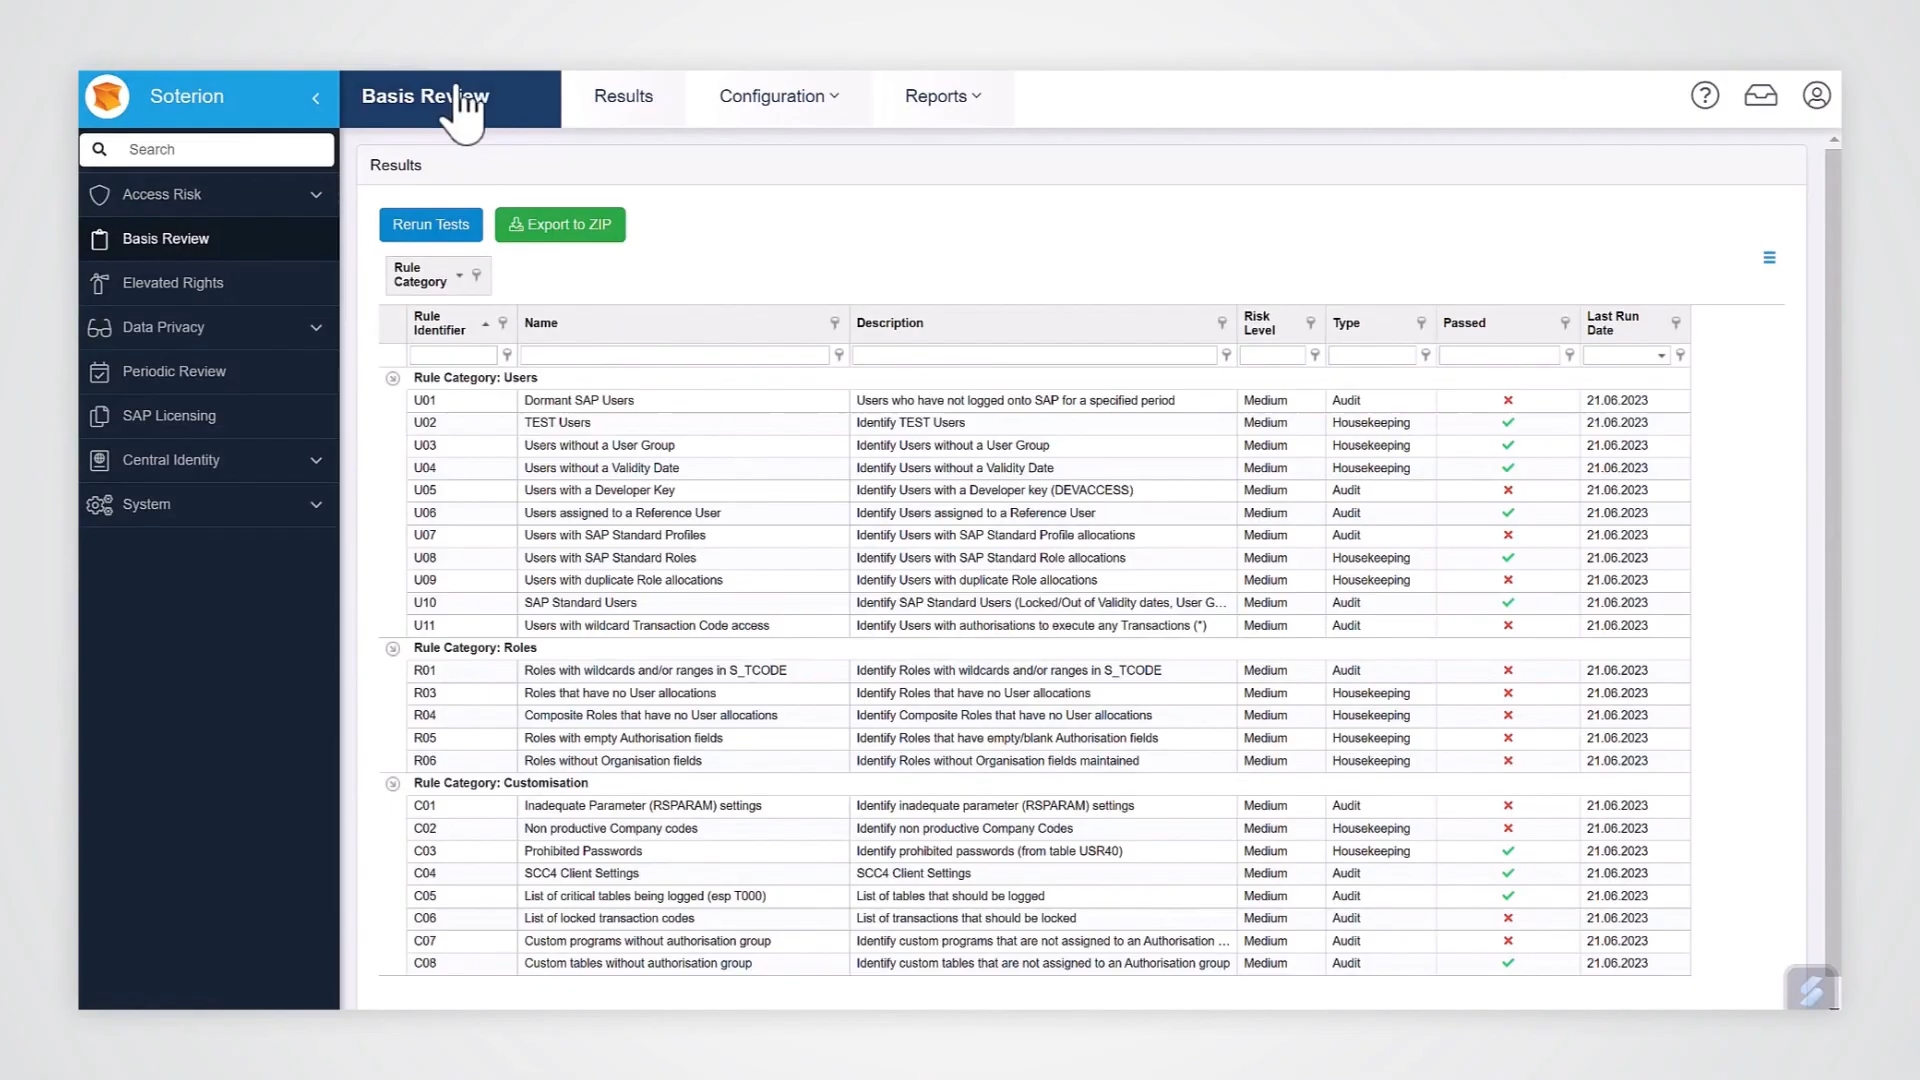 Soterion
Basis Review
Results
Configuration
Reports
Search
Access Risk
Basis Review
Elevated Rights
Data Privacy
Periodic Review
SAP Licensing
Central Identity
System
Results
Rerun Tests
Export to ZIP
Rule
Category
Rule
Identifier
Name
Description
Risk
Level
Type
Passed
Last Run
Date
Rule Category: Users
U01 Dormant SAP Users Users who have not logged onto SAP for a specified period Medium Audit 21.06.2023
U02 TEST Users Identify TEST Users Medium Housekeeping 21.06.2023
U03 Users without a User Group Identify Users without a User Group Medium Housekeeping 21.06.2023
U04 Users without a Validity Date Identify Users without a Validity Date Medium Housekeeping 21.06.2023
U05 Users with a Developer Key Identify Users with a Developer key (DEVACCESS) Medium Audit 21.06.2023
U06 Users assigned to a Reference User Identify Users assigned to a Reference User Medium Audit 21.06.2023
U07 Users with SAP Standard Profiles Identify Users with SAP Standard Profile allocations Medium Audit 21.06.2023
U08 Users with SAP Standard Roles Identify Users with SAP Standard Role allocations Medium Housekeeping 21.06.2023
U09 Users with duplicate Role allocations Identify Users with duplicate Role allocations Medium Housekeeping 21.06.2023
U10 SAP Standard Users Identify SAP Standard Users (Locked/Out of Validity dates, User G... Medium Audit 21.06.2023
U11 Users with wildcard Transaction Code access Identify Users with authorisations to execute any Transactions (*) Medium Audit 21.06.2023
Rule Category: Roles
R01 Roles with wildcards and/or ranges in S_TCODE Identify Roles with wildcards and/or ranges in S_TCODE Medium Audit 21.06.2023
R03 Roles that have no User allocations Identify Roles that have no User allocations Medium Housekeeping 21.06.2023
R04 Composite Roles that have no User allocations Identify Composite Roles that have no User allocations Medium Housekeeping 21.06.2023
R05 Roles with empty Authorisation fields Identify Roles that have empty/blank Authorisation fields Medium Housekeeping 21.06.2023
R06 Roles without Organisation fields Identify Roles without Organisation fields maintained Medium Housekeeping 21.06.2023
Rule Category: Customisation
C01 Inadequate Parameter (RSPARAM) settings Identify inadequate parameter (RSPARAM) settings Medium Audit 21.06.2023
C02 Non productive Company codes Identify non productive Company Codes Medium Housekeeping 21.06.2023
C03 Prohibited Passwords Identify prohibited passwords (from table USR40) Medium Housekeeping 21.06.2023
C04 SCC4 Client Settings SCC4 Client Settings Medium Audit 21.06.2023
C05 List of critical tables being logged (esp T000) List of tables that should be logged Medium Audit 21.06.2023
C06 List of locked transaction codes List of transactions that should be locked Medium Audit 21.06.2023
C07 Custom programs without authorisation group Identify custom programs that are not assigned to an Authorisation ... Medium Audit 21.06.2023
C08 Custom tables without authorisation group Identify custom tables that are not assigned to an Authorisation group Medium Audit 21.06.2023